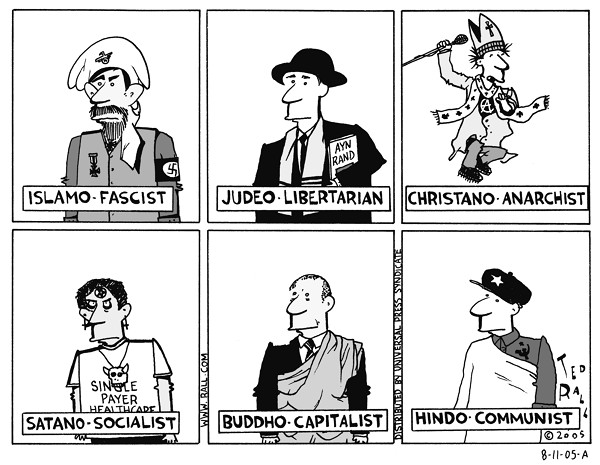 AYN
RAND
ISLAMO·FASCIST
JUDEO·LIBERTARIAN
CHRISTANO·ANARCHIST
SINGLE
PAYER
HEALTHCARE
SATANO·SOCIALIST
WWW.RALL.COM
BUDDHO·CAPITALIST
DISTRIBUTED BY UNIVERSAL PRESS SYNDICATE
HINDO·COMMUNIST
TED
RALL
©2005
8-11-05-A